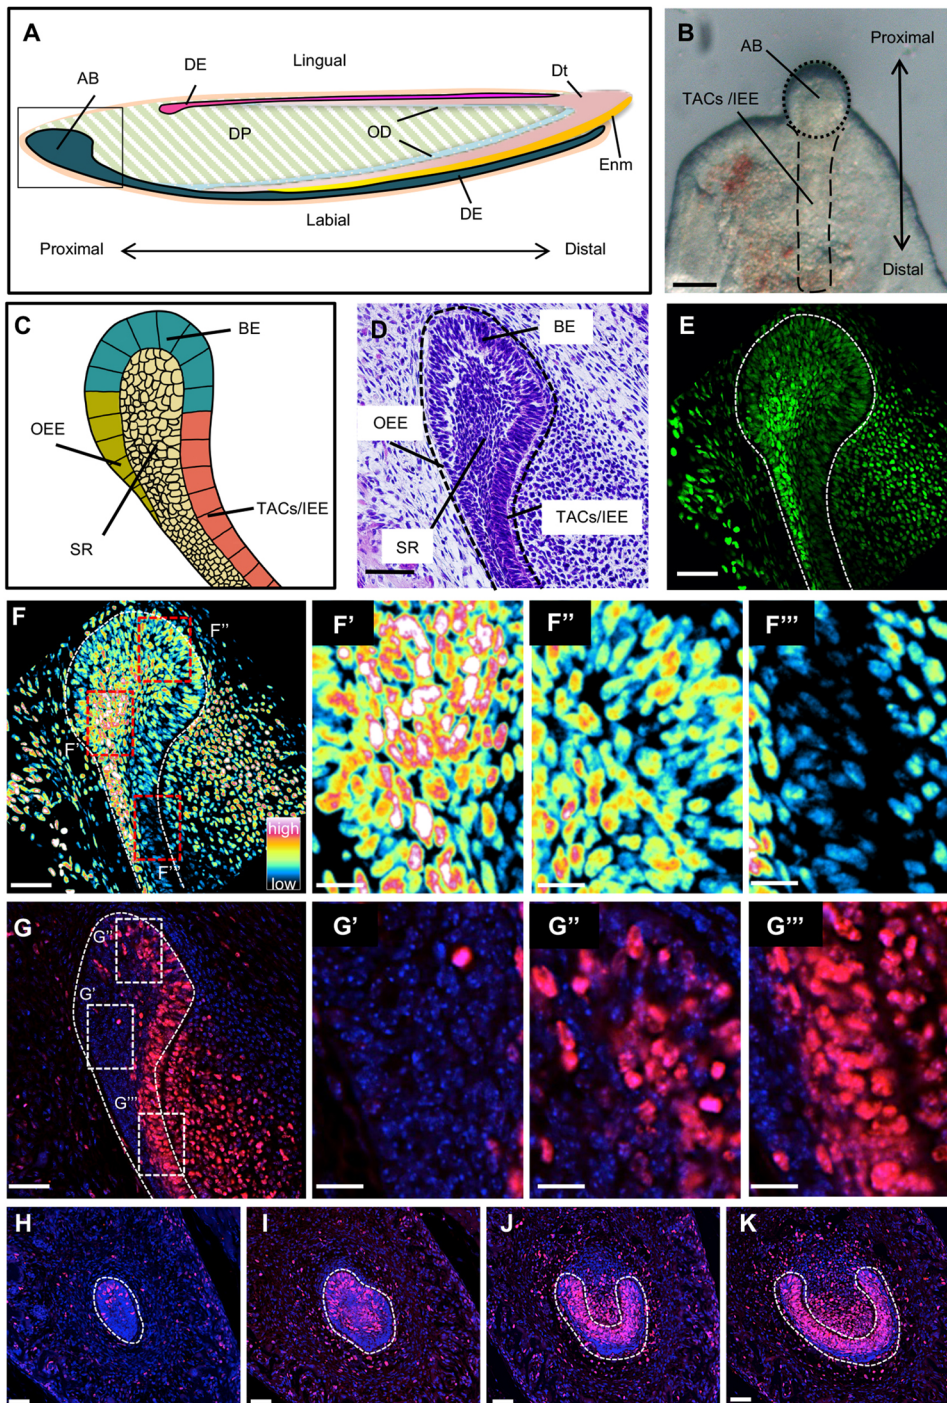 A
DE
Lingual
AB
Dt
DP
OD
Enm
DE
Labial
Proximal
Distal
B
AB
Proximal
TACs /IEE
Distal
C
BE
OEE
TACs/IEE
SR
D
BE
OEE
TACs/IEE
SR
E
F
F''
F'
F'''
high
low
F'
F''
F'''
G
G''
G'
G'''
G'
G''
G'''
H
I
J
K